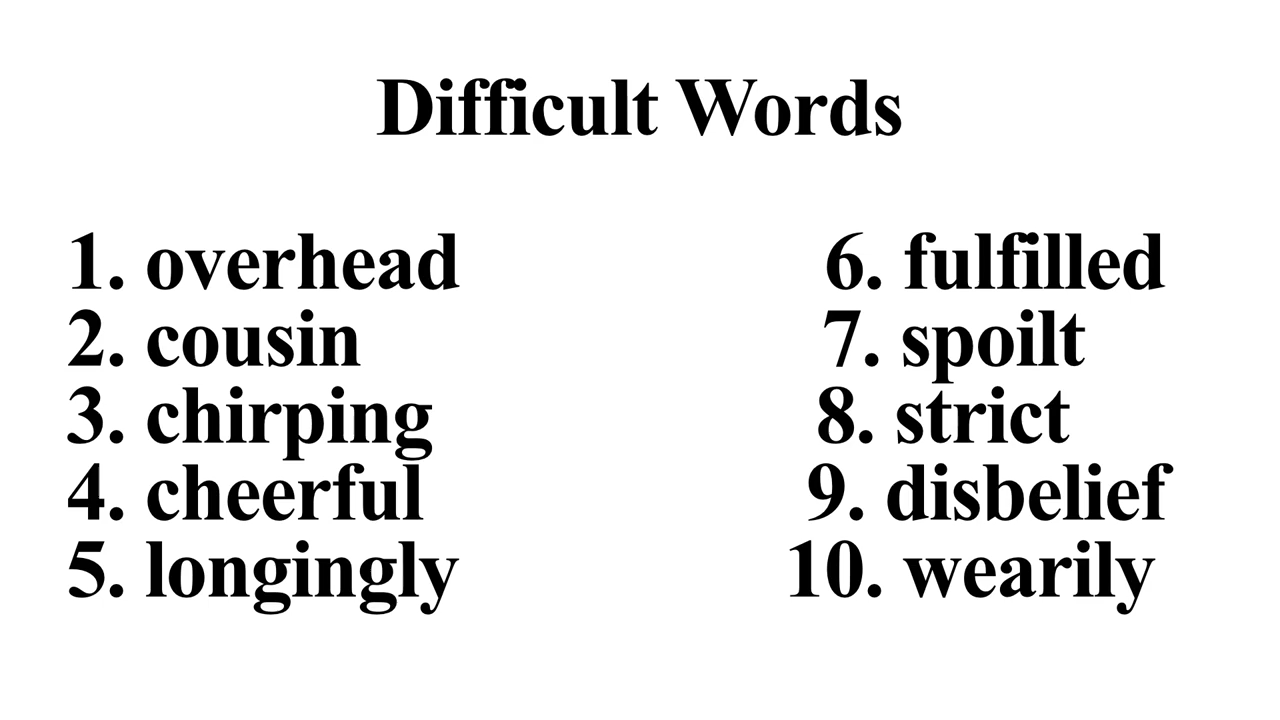 Difficult Words
1. overhead
2. cousin
3. chirping
4. cheerful
5. longingly
6. fulfilled
7. spoilt
8. strict
9. disbelief
10. wearily